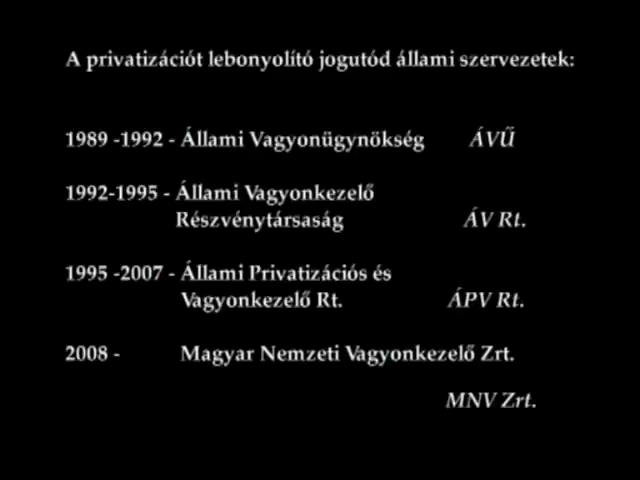 A privatizációt lebonyolító jogutód állami szervezetek:
1989 -1992 - Állami Vagyonügynökség ÁVŰ
1992-1995 - Állami Vagyonkezelő
Részvénytársaság ÁV Rt.
1995 -2007 - Állami Privatizációs és
Vagyonkezelő Rt. ÁPV Rt.
2008 - Magyar Nemzeti Vagyonkezelő Zrt.
MNV Zrt.